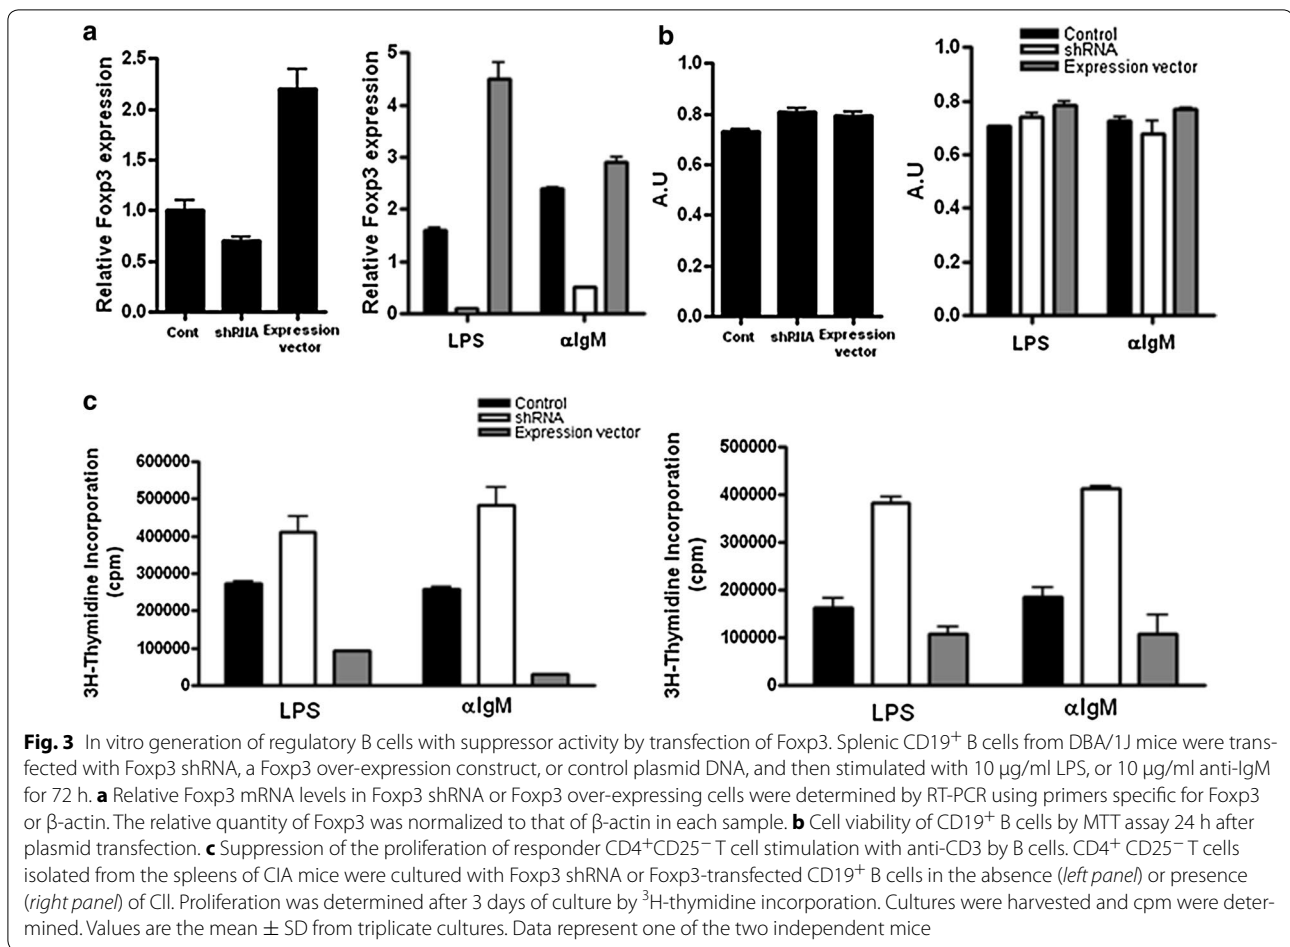 a
Relative Foxp3 expression
2.5
2.0
1.5
1.0
0.5
0.0
Cont shRNA Expression
vector
Relative Foxp3 expression
5
4
3
2
1
0
LPS αIgM
b
A.U
1.0
0.8
0.6
0.4
0.2
0.0
Cont shRNA Expression
vector
Control
shRNA
Expression vector
A.U
1.0
0.8
0.6
0.4
0.2
0.0
LPS αIgM
c
Control
shRNA
Expression vector
3H-Thymidine Incorporation
(cpm)
600000
500000
400000
300000
200000
100000
0
LPS αIgM
3H-Thymidine Incorporation
(cpm)
500000
400000
300000
200000
100000
0
LPS αIgM
Fig. 3 In vitro generation of regulatory B cells with suppressor activity by transfection of Foxp3. Splenic CD19⁺ B cells from DBA/1J mice were trans-
fected with Foxp3 shRNA, a Foxp3 over-expression construct, or control plasmid DNA, and then stimulated with 10 μg/ml LPS, or 10 μg/ml anti-IgM
for 72 h. a Relative Foxp3 mRNA levels in Foxp3 shRNA or Foxp3 over-expressing cells were determined by RT-PCR using primers specific for Foxp3
or β-actin. The relative quantity of Foxp3 was normalized to that of β-actin in each sample. b Cell viability of CD19⁺ B cells by MTT assay 24 h after
plasmid transfection. c Suppression of the proliferation of responder CD4⁺CD25⁻ T cell stimulation with anti-CD3 by B cells. CD4⁺ CD25⁻ T cells
isolated from the spleens of CIA mice were cultured with Foxp3 shRNA or Foxp3-transfected CD19⁺ B cells in the absence (left panel) or presence
(right panel) of CII. Proliferation was determined after 3 days of culture by ³H-thymidine incorporation. Cultures were harvested and cpm were deter-
mined. Values are the mean ± SD from triplicate cultures. Data represent one of the two independent mice